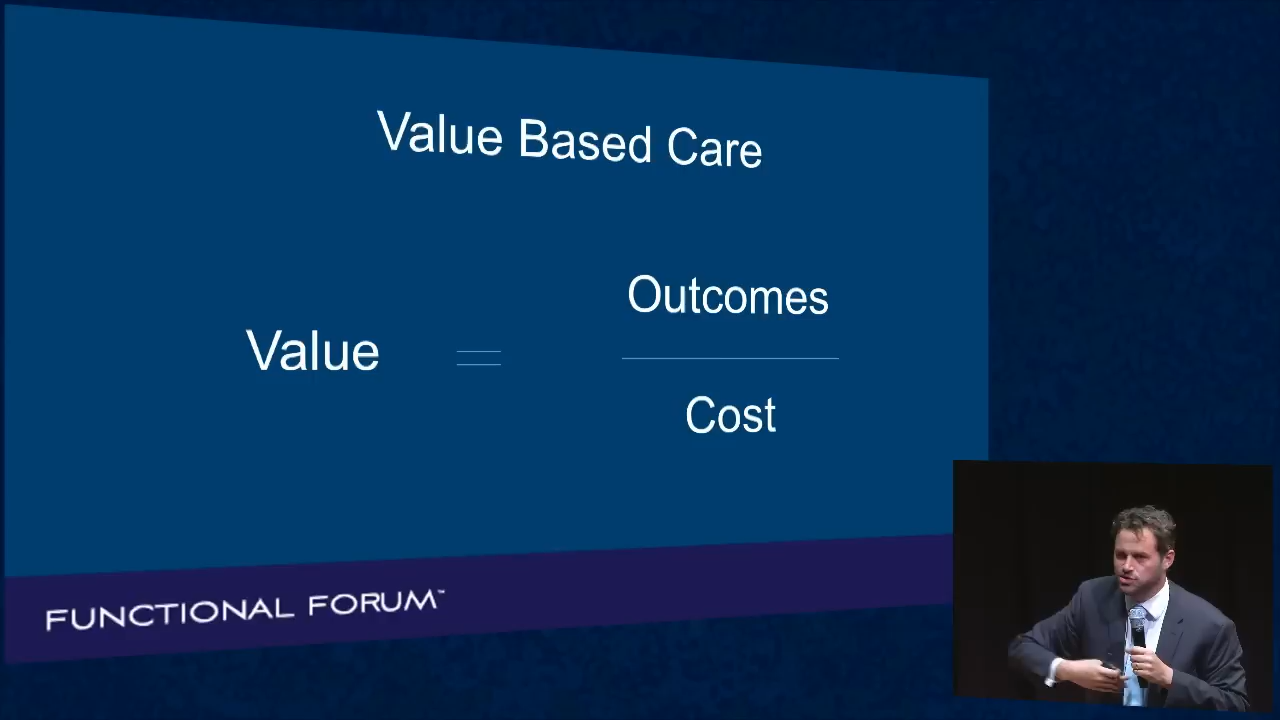 Value Based Care
Value = Outcomes
Cost
FUNCTIONAL FORUM™